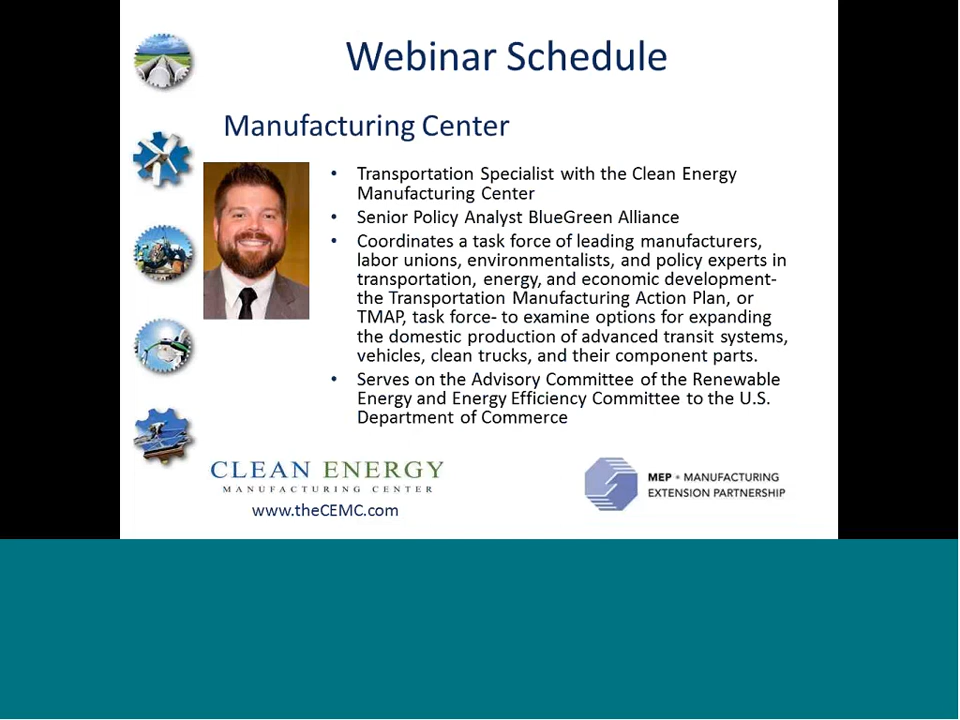 Webinar Schedule
Manufacturing Center
• Transportation Specialist with the Clean Energy
Manufacturing Center
• Senior Policy Analyst BlueGreen Alliance
• Coordinates a task force of leading manufacturers,
labor unions, environmentalists, and policy experts in
transportation, energy, and economic development-
the Transportation Manufacturing Action Plan, or
TMAP, task force- to examine options for expanding
the domestic production of advanced transit systems,
vehicles, clean trucks, and their component parts.
• Serves on the Advisory Committee of the Renewable
Energy and Energy Efficiency Committee to the U.S.
Department of Commerce
CLEAN ENERGY
MANUFACTURING CENTER
www.theCEMC.com
MEP • MANUFACTURING
EXTENSION PARTNERSHIP